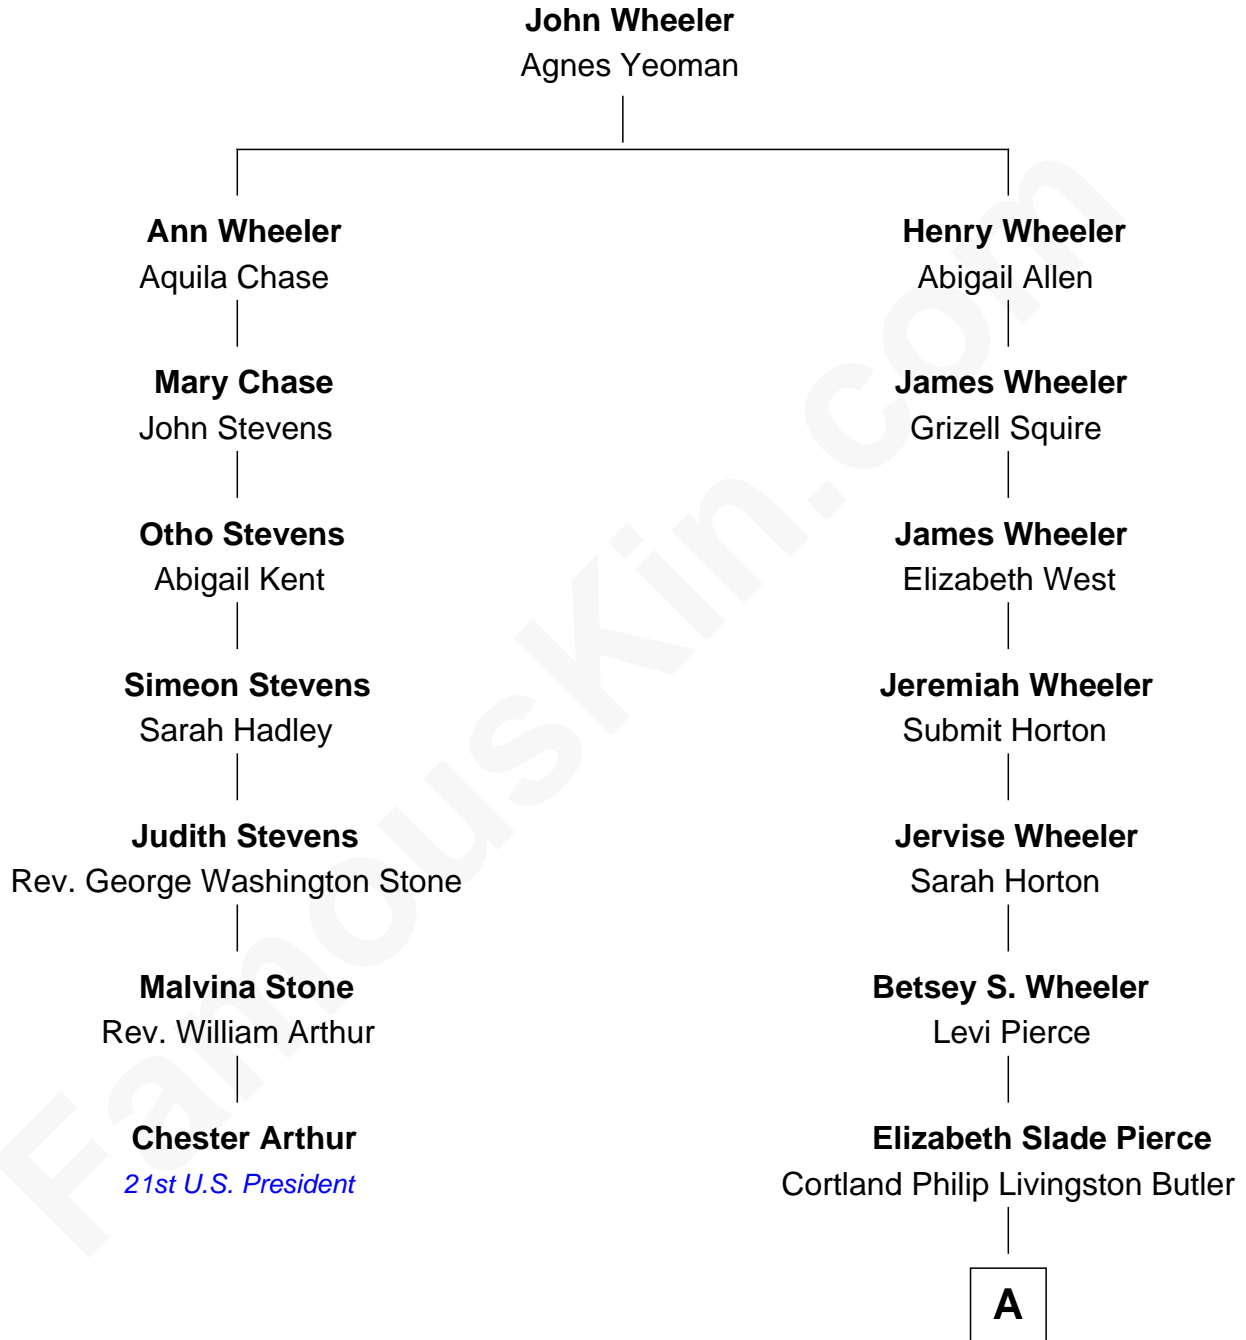 John Wheeler
Agnes Yeoman
Ann Wheeler
Aquila Chase
Mary Chase
John Stevens
Otho Stevens
Abigail Kent
Simeon Stevens
Sarah Hadley
Judith Stevens
Rev. George Washington Stone
Malvina Stone
Rev. William Arthur
Chester Arthur
21st U.S. President
Henry Wheeler
Abigail Allen
James Wheeler
Grizell Squire
James Wheeler
Elizabeth West
Jeremiah Wheeler
Submit Horton
Jervise Wheeler
Sarah Horton
Betsey S. Wheeler
Levi Pierce
Elizabeth Slade Pierce
Cortland Philip Livingston Butler
A
FamousKin.com